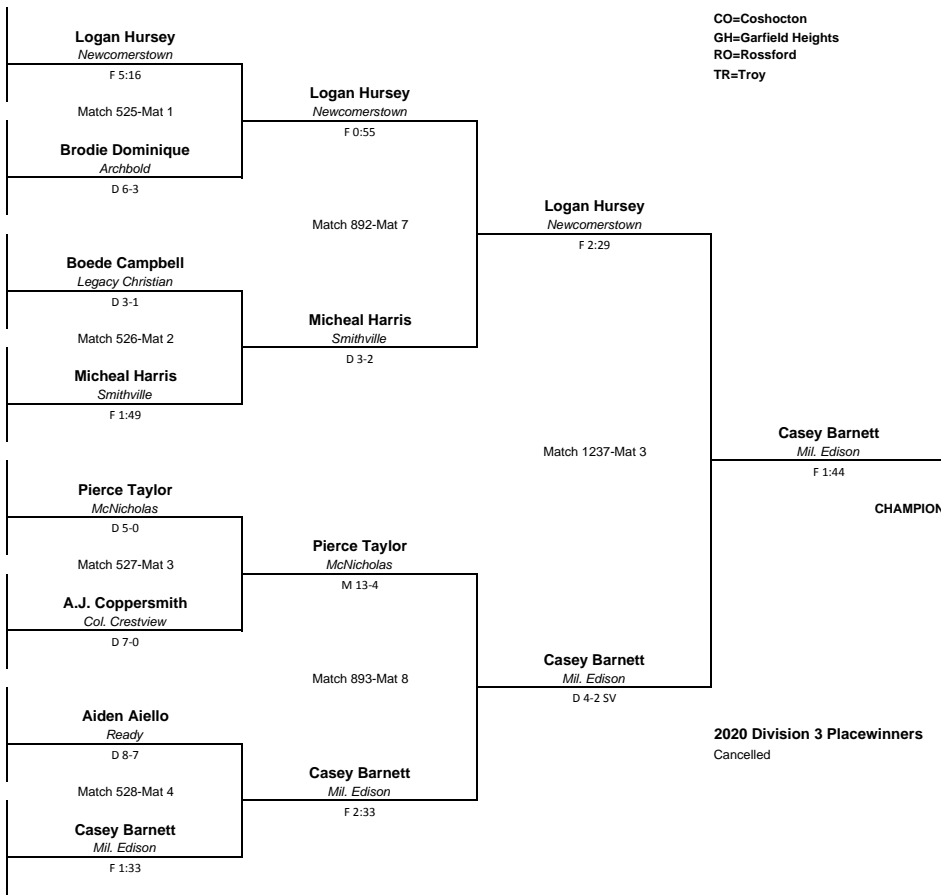 CO=Coshocton
GH=Garfield Heights
RO=Rossford
TR=Troy
Logan Hursey
Newcomerstown
F 5:16
Match 525-Mat 1
Brodie Dominique
Archbold
D 6-3
Boede Campbell
Legacy Christian
D 3-1
Match 526-Mat 2
Micheal Harris
Smithville
F 1:49
Pierce Taylor
McNicholas
D 5-0
Match 527-Mat 3
A.J. Coppersmith
Col. Crestview
D 7-0
Aiden Aiello
Ready
D 8-7
Match 528-Mat 4
Casey Barnett
Mil. Edison
F 1:33
Logan Hursey
Newcomerstown
F 0:55
Match 892-Mat 7
Micheal Harris
Smithville
D 3-2
Pierce Taylor
McNicholas
M 13-4
Match 893-Mat 8
Casey Barnett
Mil. Edison
F 2:33
Logan Hursey
Newcomerstown
F 2:29
Match 1237-Mat 3
Casey Barnett
Mil. Edison
D 4-2 SV
Casey Barnett
Mil. Edison
F 1:44
CHAMPION
2020 Division 3 Placewinners
Cancelled